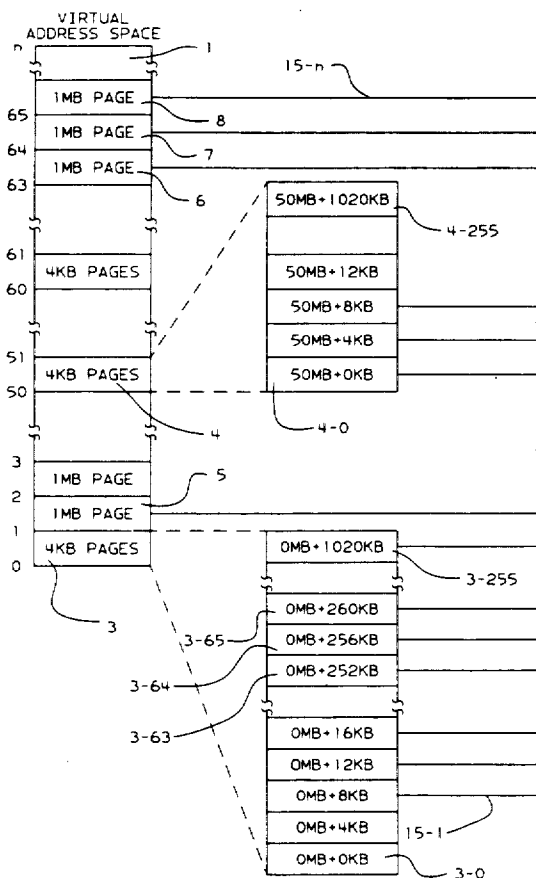 VIRTUAL
ADDRESS SPACE
n
1
15-n
1MB PAGE
8
65
1MB PAGE
7
64
1MB PAGE
6
63
50MB+1020KB
4-255
61
4KB PAGES
60
50MB+12KB
50MB+8KB
51
50MB+4KB
4KB PAGES
50MB+0KB
50
4
4-0
3
1MB PAGE
5
2
1MB PAGE
1
4KB PAGES
0MB+1020KB
0
3-255
3
0MB+260KB
3-65
0MB+256KB
3-64
0MB+252KB
3-63
0MB+16KB
0MB+12KB
0MB+8KB
15-1
0MB+4KB
0MB+0KB
3-0